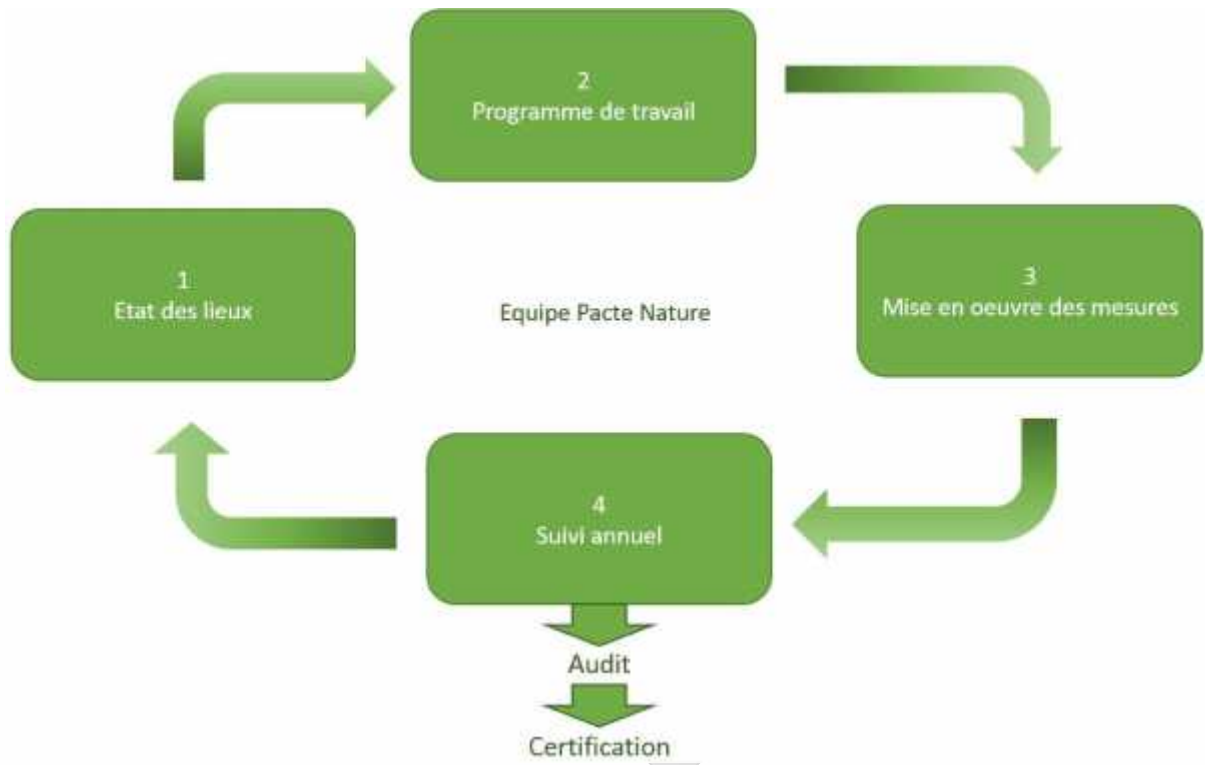 1
Etat des lieux
2
Programme de travail
3
Mise en oeuvre des mesures
Equipe Pacte Nature
4
Suivi annuel
Audit
Certification